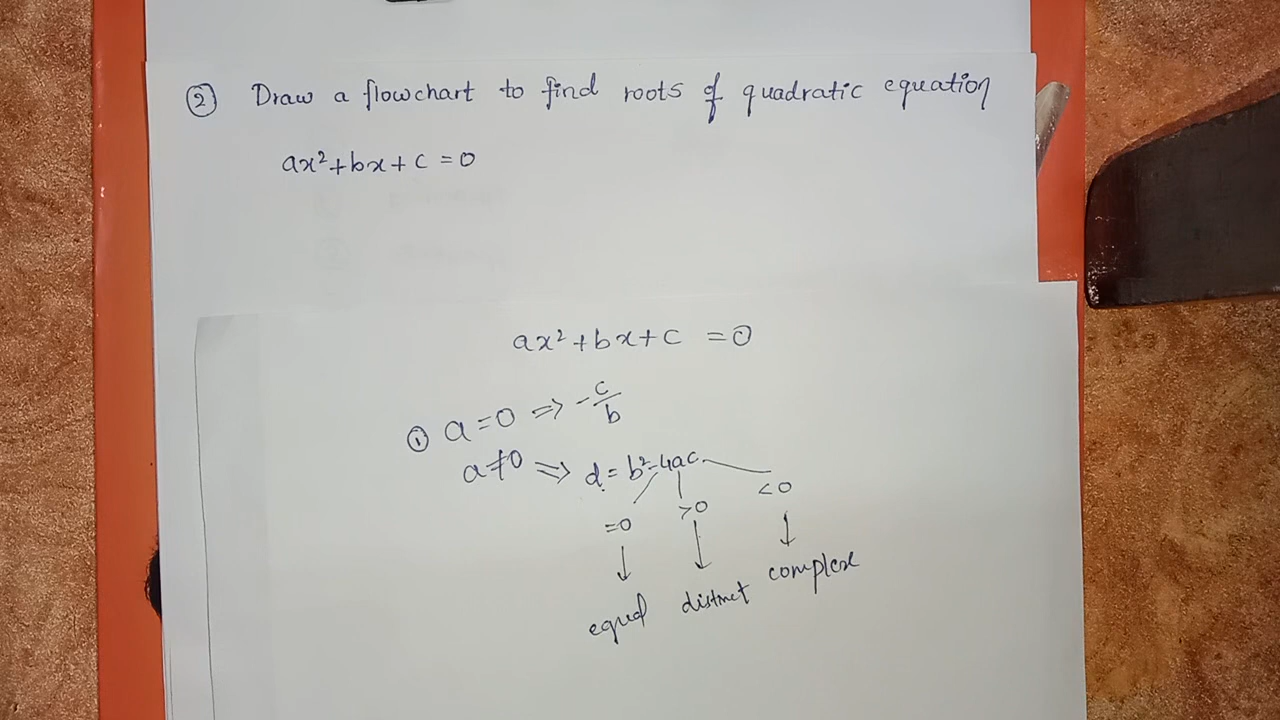 ② Draw a flowchart to find roots of quadratic equation
ax²+bx+c =0
ax²+bx+c =0
① a=0 ⇒ -c/b
a≠0 ⇒ d = b²-4ac
=0 >0 <0
↓ ↓ ↓
equal distinct complex